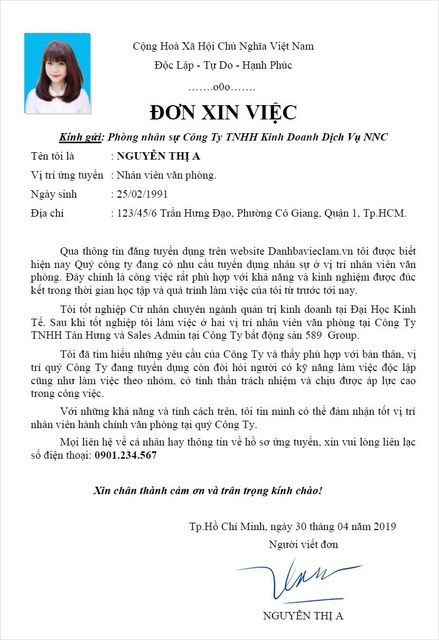 Cộng Hoà Xã Hội Chủ Nghĩa Việt Nam
Độc Lập - Tự Do - Hạnh Phúc
.......o0o.......
ĐƠN XIN VIỆC
Kính gửi: Phòng nhân sự Công Ty TNHH Kinh Doanh Dịch Vụ NNC
Tên tôi là : NGUYỄN THỊ A
Vị trí ứng tuyển : Nhân viên văn phòng.
Ngày sinh : 25/02/1991
Địa chỉ : 123/45/6 Trần Hưng Đạo, Phường Cô Giang, Quận 1, Tp.HCM.
Qua thông tin đăng tuyển dụng trên website Danhbavieclam.vn tôi được biết
hiện nay Quý công ty đang có nhu cầu tuyển dụng nhân sự ở vị trí nhân viên văn
phòng. Đây chính là công việc rất phù hợp với khả năng và kinh nghiệm được đúc
kết trong thời gian học tập và quá trình làm việc của tôi từ trước tới nay.
Tôi tốt nghiệp Cử nhân chuyên ngành quản trị kinh doanh tại Đại Học Kinh
Tế. Sau khi tốt nghiệp tôi làm việc ở hai vị trí nhân viên văn phòng tại Công Ty
TNHH Tân Hưng và Sales Admin tại Công Ty bất động sản 589 Group.
Tôi đã tìm hiểu những yêu cầu của Công Ty và thấy phù hợp với bản thân, vị
trí quý Công Ty đang tuyển dụng còn đòi hỏi người có kỹ năng làm việc độc lập
cũng như làm việc theo nhóm, có tinh thần trách nhiệm và chịu được áp lực cao
trong công việc.
Với những khả năng và tính cách trên, tôi tin mình có thể đảm nhận tốt vị trí
nhân viên hành chính văn phòng tại quý Công Ty.
Mọi liên hệ về cá nhân hay thông tin về hồ sơ ứng tuyển, xin vui lòng liên lạc
số điện thoại: 0901.234.567
Xin chân thành cảm ơn và trân trọng kính chào!
Tp.Hồ Chí Minh, ngày 30 tháng 04 năm 2019
Người viết đơn
NGUYỄN THỊ A